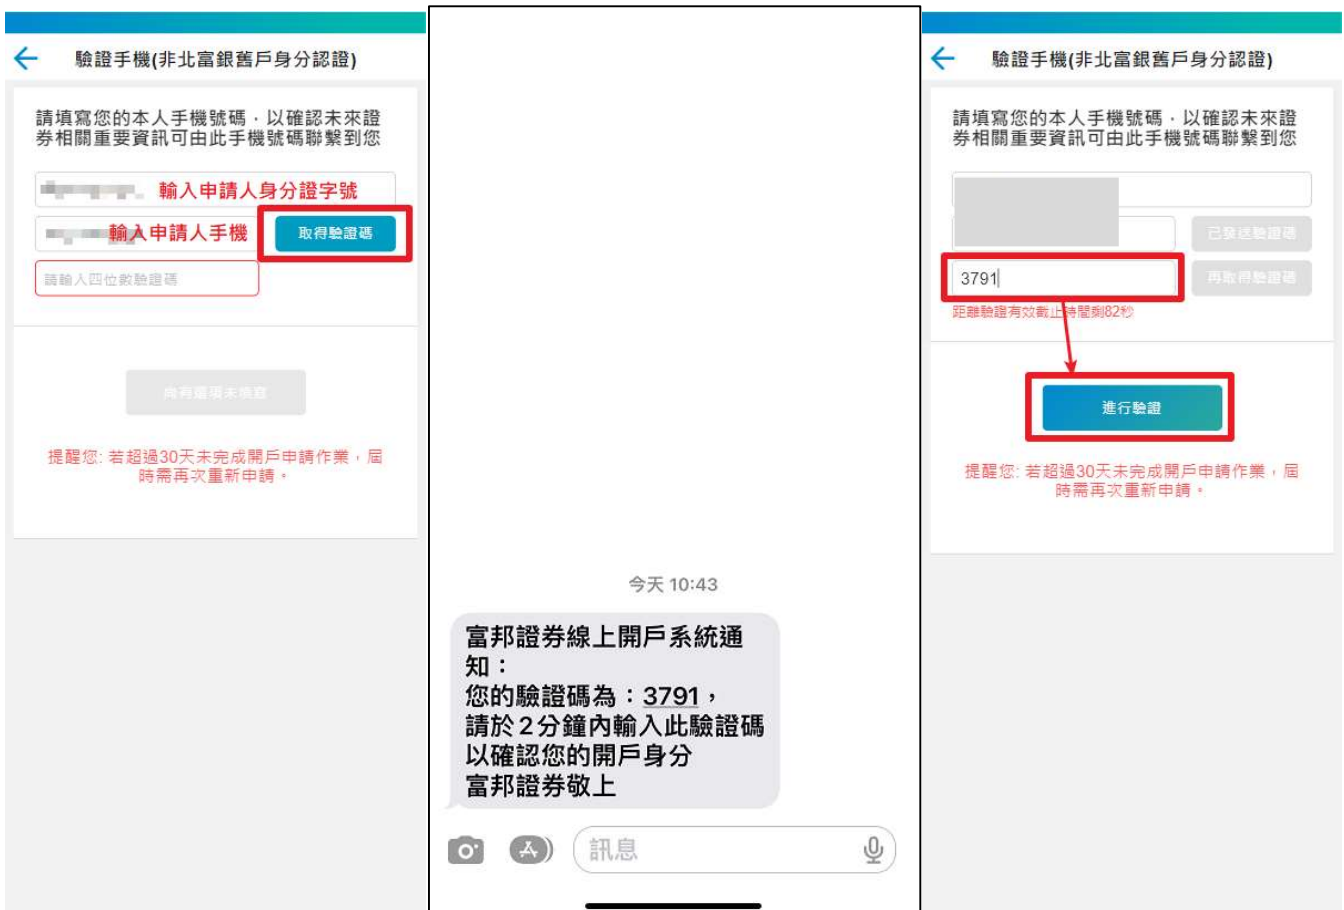 驗證手機(非北富銀舊戶身分認證)
請填寫您的本人手機號碼，以確認未來證
券相關重要資訊可由此手機號碼聯繫到您
輸入申請人身分證字號
輸入申請人手機
取得驗證碼
請輸入四位數驗證碼
尚有選項未填寫
提醒您: 若超過30天未完成開戶申請作業，屆
時需再次重新申請。
今天 10:43
富邦證券線上開戶系統通
知：
您的驗證碼為：3791，
請於2分鐘內輸入此驗證碼
以確認您的開戶身分
富邦證券敬上
訊息
驗證手機(非北富銀舊戶身分認證)
請填寫您的本人手機號碼，以確認未來證
券相關重要資訊可由此手機號碼聯繫到您
已發送驗證碼
3791
再取得驗證碼
距離驗證有效截止時間剩82秒
進行驗證
提醒您: 若超過30天未完成開戶申請作業，屆
時需再次重新申請。